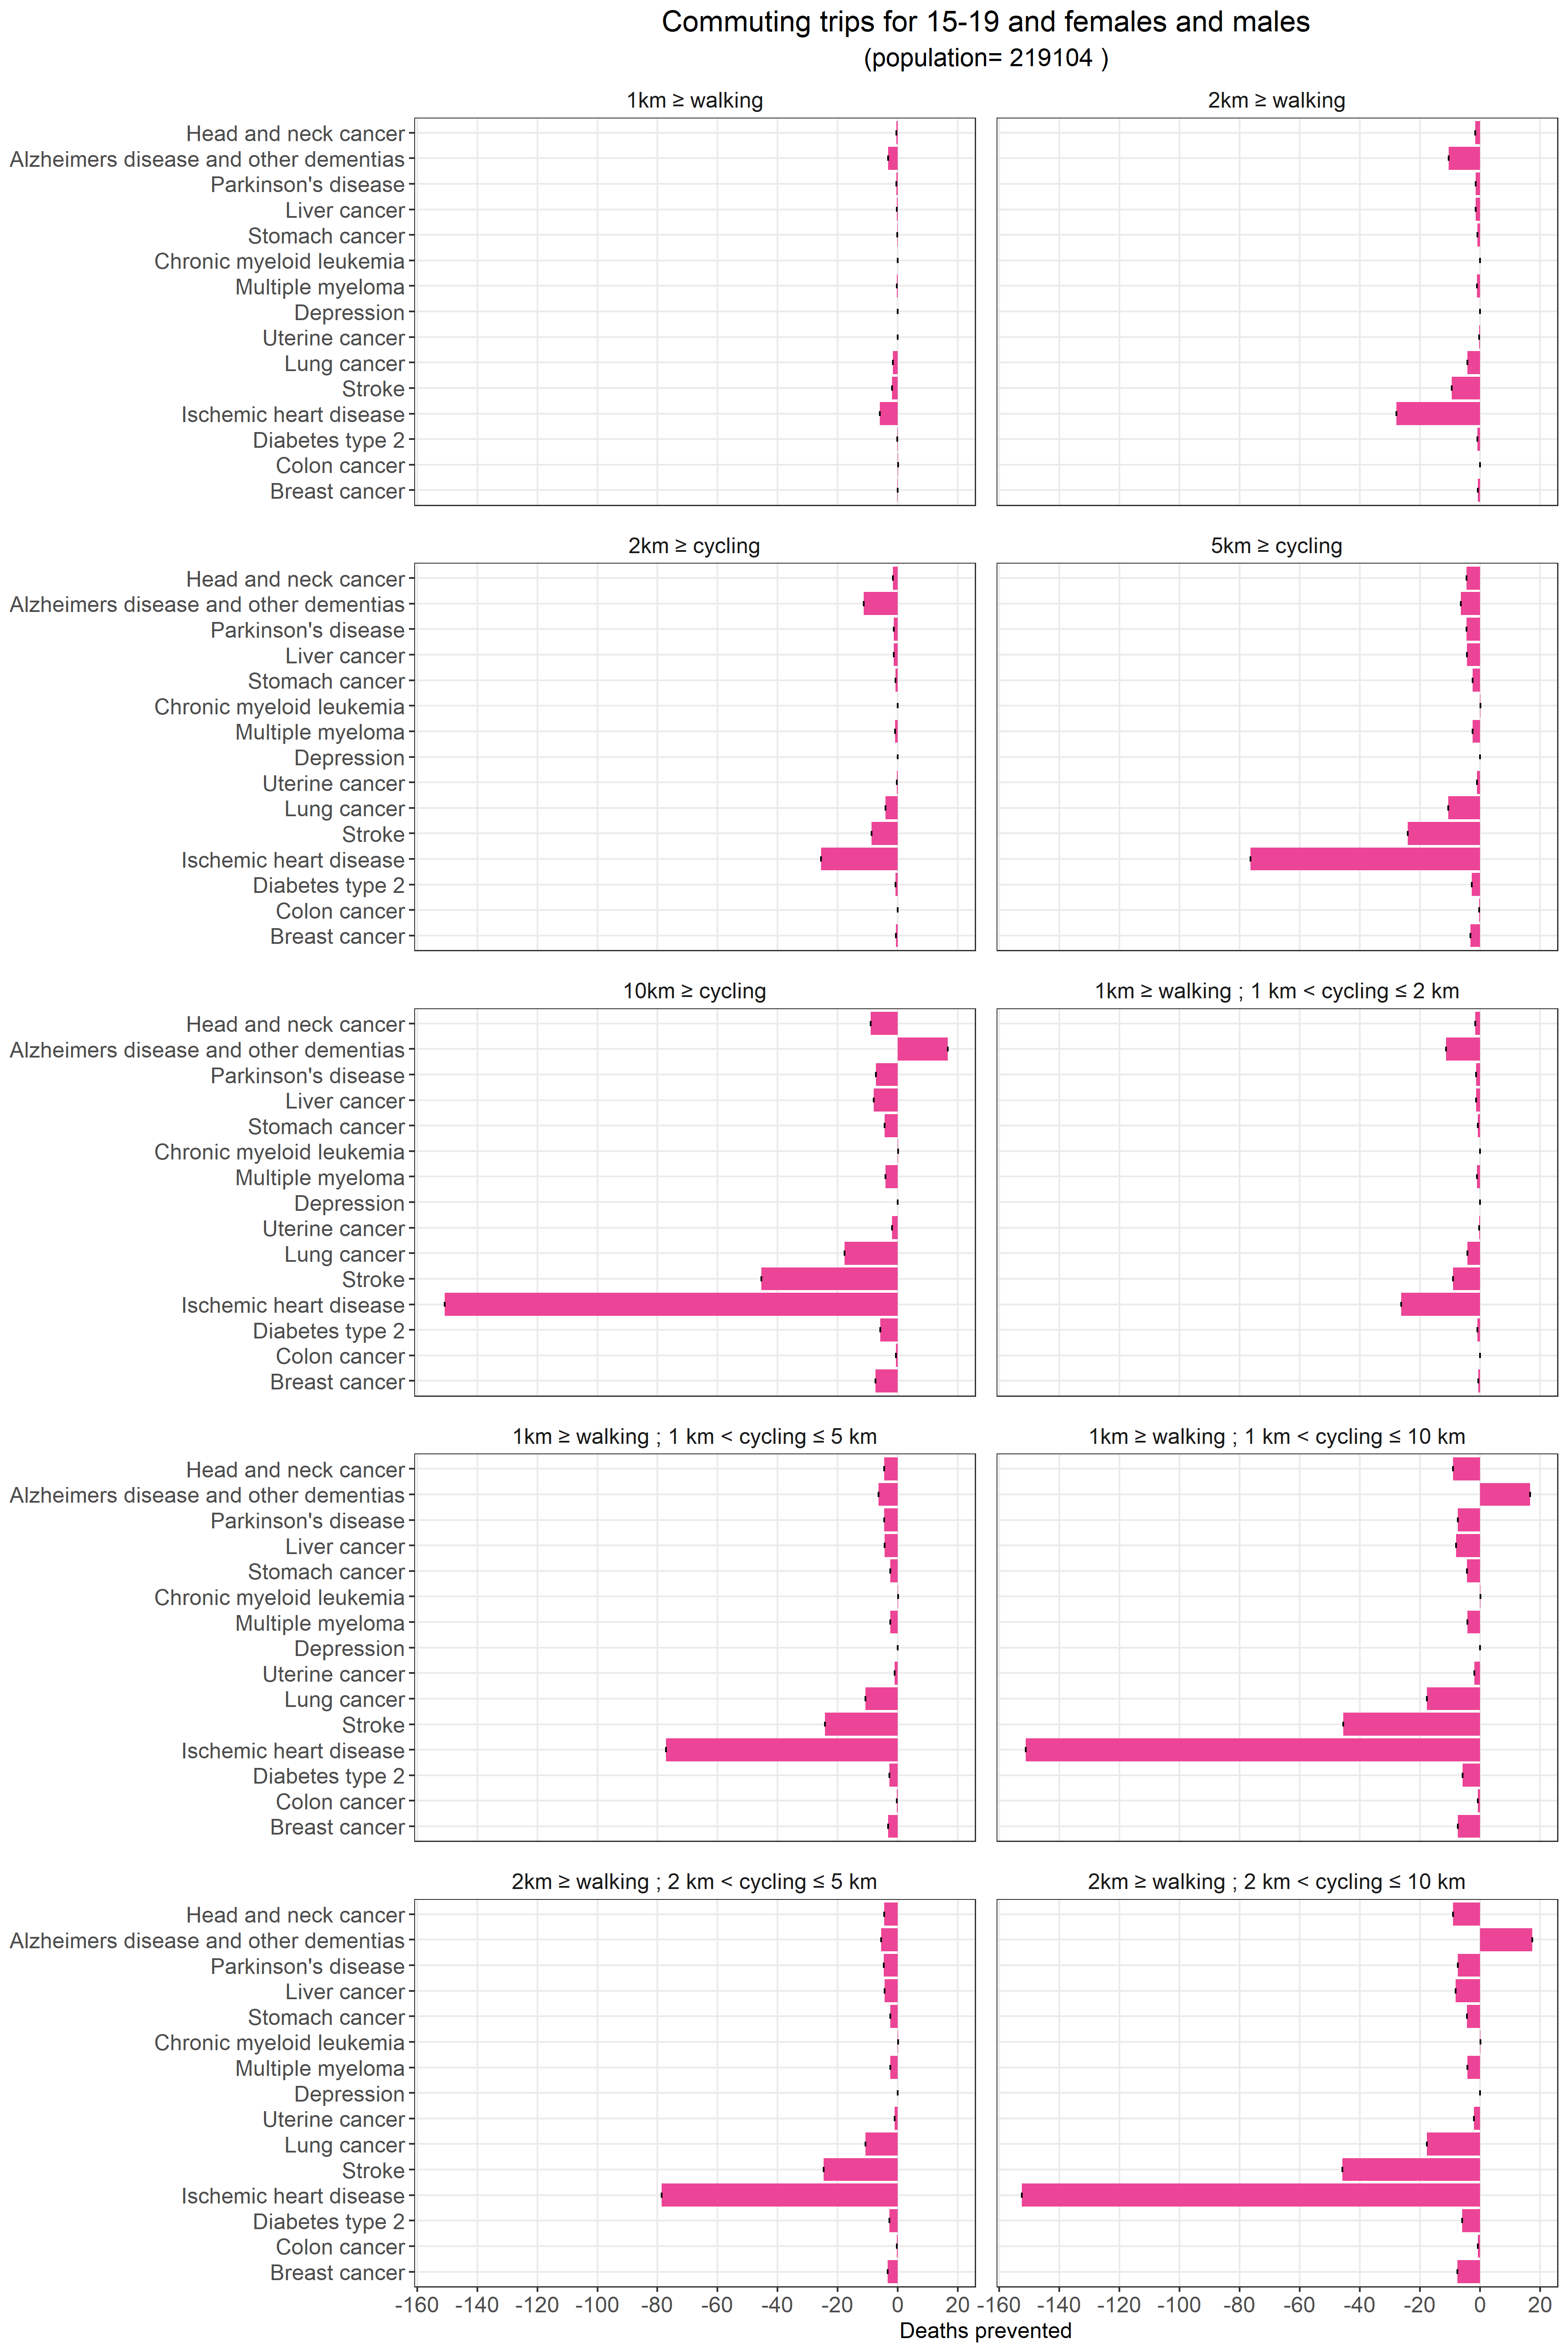 Commuting trips for 15-19 and females and males
(population= 219104 )
1km ≥ walking
2km ≥ walking
Head and neck cancer
Alzheimers disease and other dementias
Parkinson's disease
Liver cancer
Stomach cancer
Chronic myeloid leukemia
Multiple myeloma
Depression
Uterine cancer
Lung cancer
Stroke
Ischemic heart disease
Diabetes type 2
Colon cancer
Breast cancer
2km ≥ cycling
5km ≥ cycling
Head and neck cancer
Alzheimers disease and other dementias
Parkinson's disease
Liver cancer
Stomach cancer
Chronic myeloid leukemia
Multiple myeloma
Depression
Uterine cancer
Lung cancer
Stroke
Ischemic heart disease
Diabetes type 2
Colon cancer
Breast cancer
10km ≥ cycling
1km ≥ walking ; 1 km < cycling ≤ 2 km
Head and neck cancer
Alzheimers disease and other dementias
Parkinson's disease
Liver cancer
Stomach cancer
Chronic myeloid leukemia
Multiple myeloma
Depression
Uterine cancer
Lung cancer
Stroke
Ischemic heart disease
Diabetes type 2
Colon cancer
Breast cancer
1km ≥ walking ; 1 km < cycling ≤ 5 km
1km ≥ walking ; 1 km < cycling ≤ 10 km
Head and neck cancer
Alzheimers disease and other dementias
Parkinson's disease
Liver cancer
Stomach cancer
Chronic myeloid leukemia
Multiple myeloma
Depression
Uterine cancer
Lung cancer
Stroke
Ischemic heart disease
Diabetes type 2
Colon cancer
Breast cancer
2km ≥ walking ; 2 km < cycling ≤ 5 km
2km ≥ walking ; 2 km < cycling ≤ 10 km
Head and neck cancer
Alzheimers disease and other dementias
Parkinson's disease
Liver cancer
Stomach cancer
Chronic myeloid leukemia
Multiple myeloma
Depression
Uterine cancer
Lung cancer
Stroke
Ischemic heart disease
Diabetes type 2
Colon cancer
Breast cancer
-160 -140 -120 -100 -80 -60 -40 -20 0 20 -160 -140 -120 -100 -80 -60 -40 -20 0 20
Deaths prevented